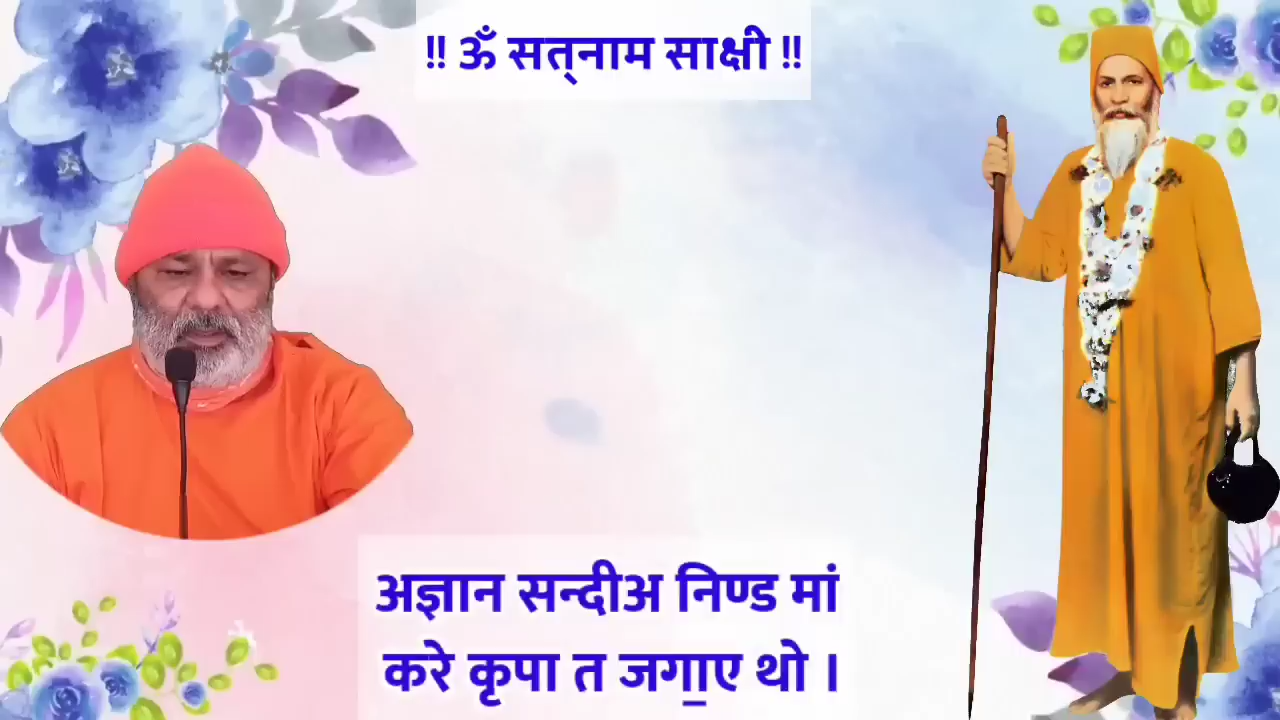 !! ॐ सत्‌नाम साक्षी !!
अज्ञान सन्दीअ निण्ड मां
करे कृपा त जगा॒ए थो ।